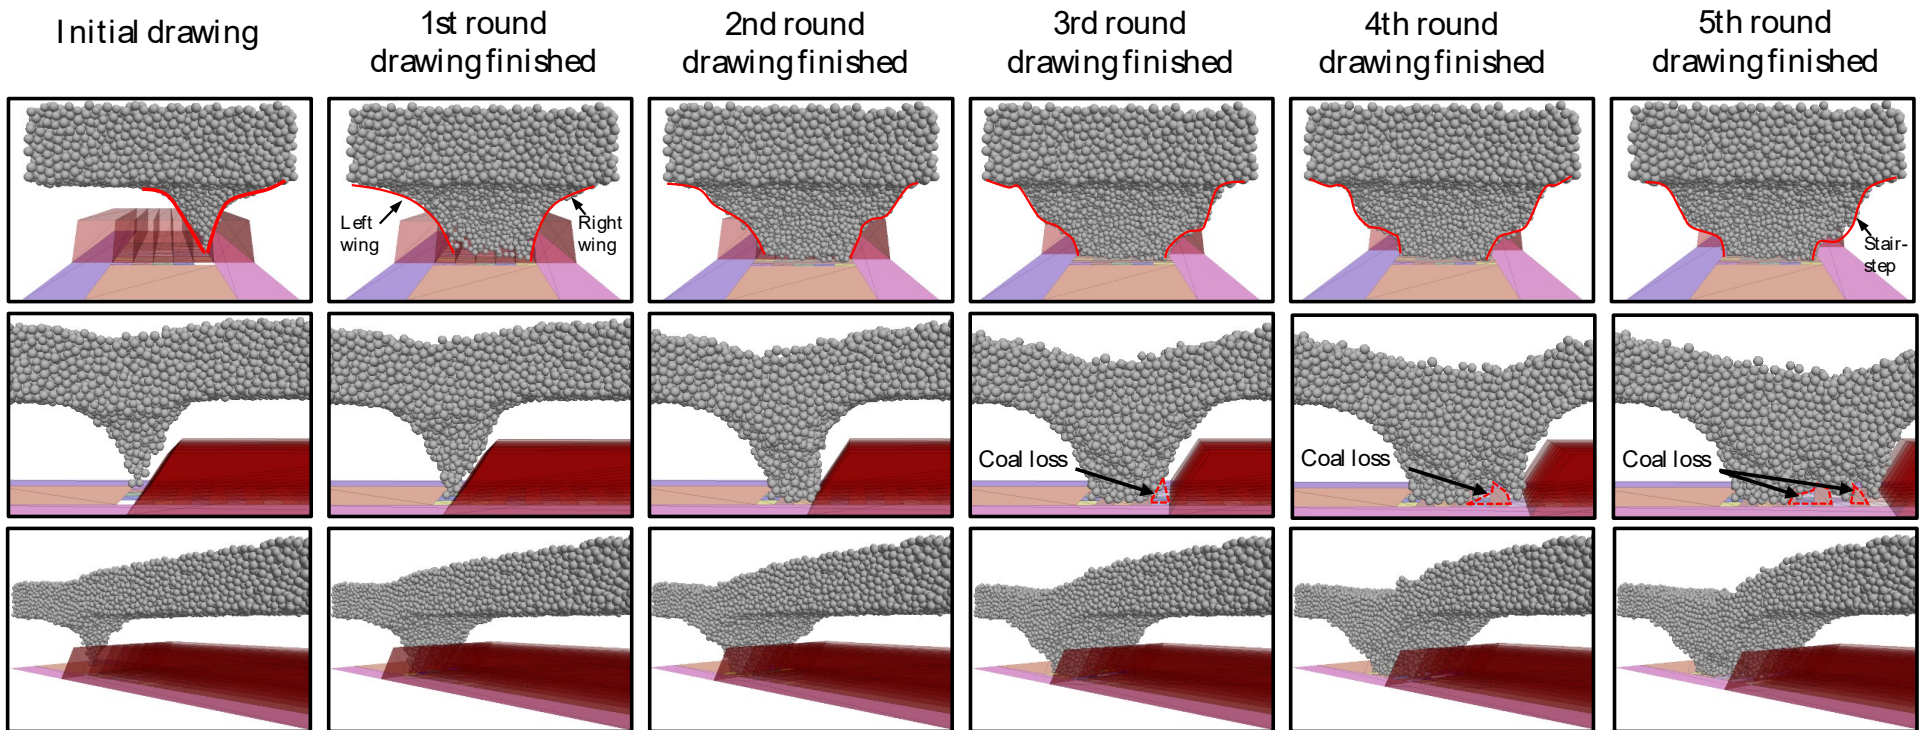 Initial drawing
1st round
drawing finished
2nd round
drawing finished
3rd round
drawing finished
4th round
drawing finished
5th round
drawing finished
Left
wing
Right
wing
Stair-
step
Coal loss
Coal loss
Coal loss